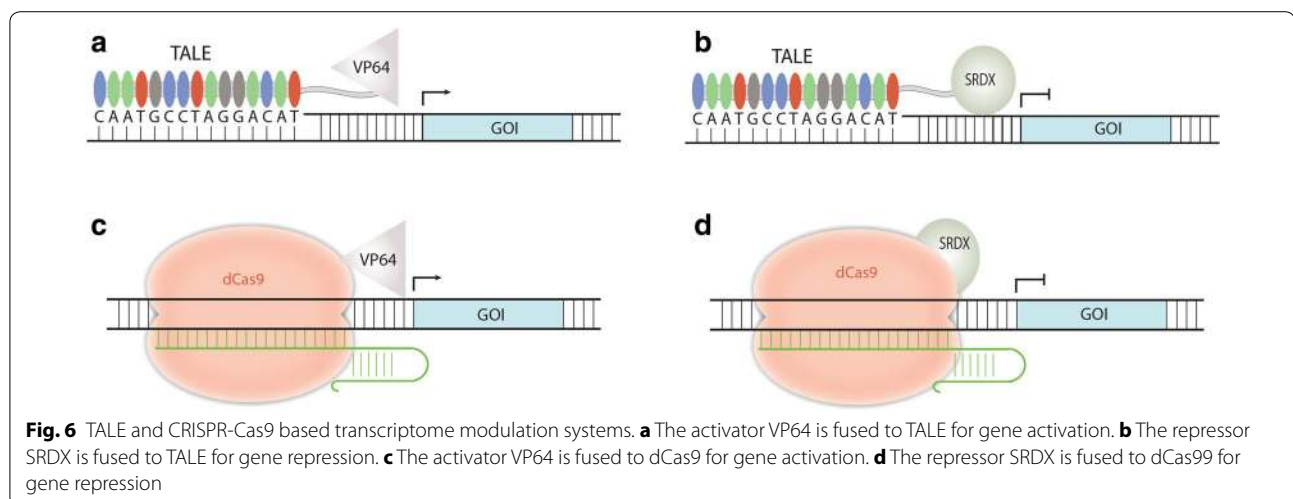 a
TALE
VP64
CAATGCCTAGGACAT
GOI
b
TALE
SRDX
CAATGCCTAGGACAT
GOI
c
VP64
dCas9
GOI
d
SRDX
dCas9
GOI
Fig. 6 TALE and CRISPR-Cas9 based transcriptome modulation systems. a The activator VP64 is fused to TALE for gene activation. b The repressor
SRDX is fused to TALE for gene repression. c The activator VP64 is fused to dCas9 for gene activation. d The repressor SRDX is fused to dCas99 for
gene repression